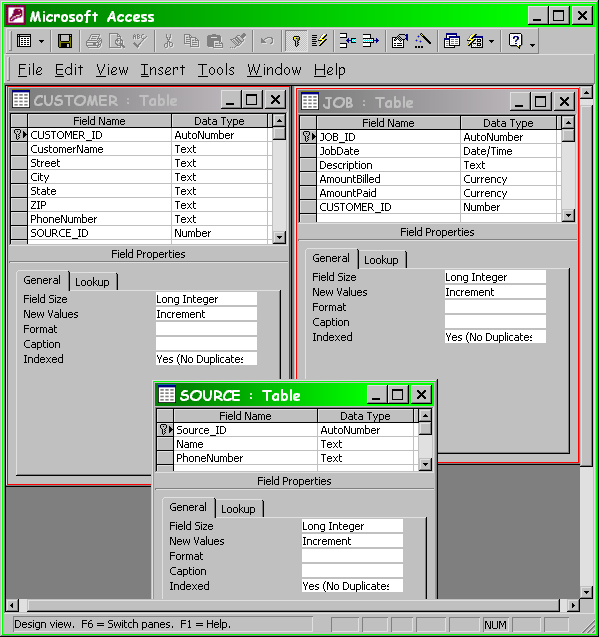 Microsoft Access
File Edit View Insert Tools Window Help
CUSTOMER : Table
Field Name Data Type
CUSTOMER_ID AutoNumber
CustomerName Text
Street Text
City Text
State Text
ZIP Text
PhoneNumber Text
SOURCE_ID Number
Field Properties
General Lookup
Field Size Long Integer
New Values Increment
Format
Caption
Indexed Yes (No Duplicates
JOB : Table
Field Name Data Type
JOB_ID AutoNumber
JobDate Date/Time
Description Text
AmountBilled Currency
AmountPaid Currency
CUSTOMER_ID Number
Field Properties
General Lookup
Field Size Long Integer
New Values Increment
Format
Caption
Indexed Yes (No Duplicates
SOURCE : Table
Field Name Data Type
Source_ID AutoNumber
Name Text
PhoneNumber Text
Field Properties
General Lookup
Field Size Long Integer
New Values Increment
Format
Caption
Indexed Yes (No Duplicates
Design view. F6 = Switch panes. F1 = Help. NUM